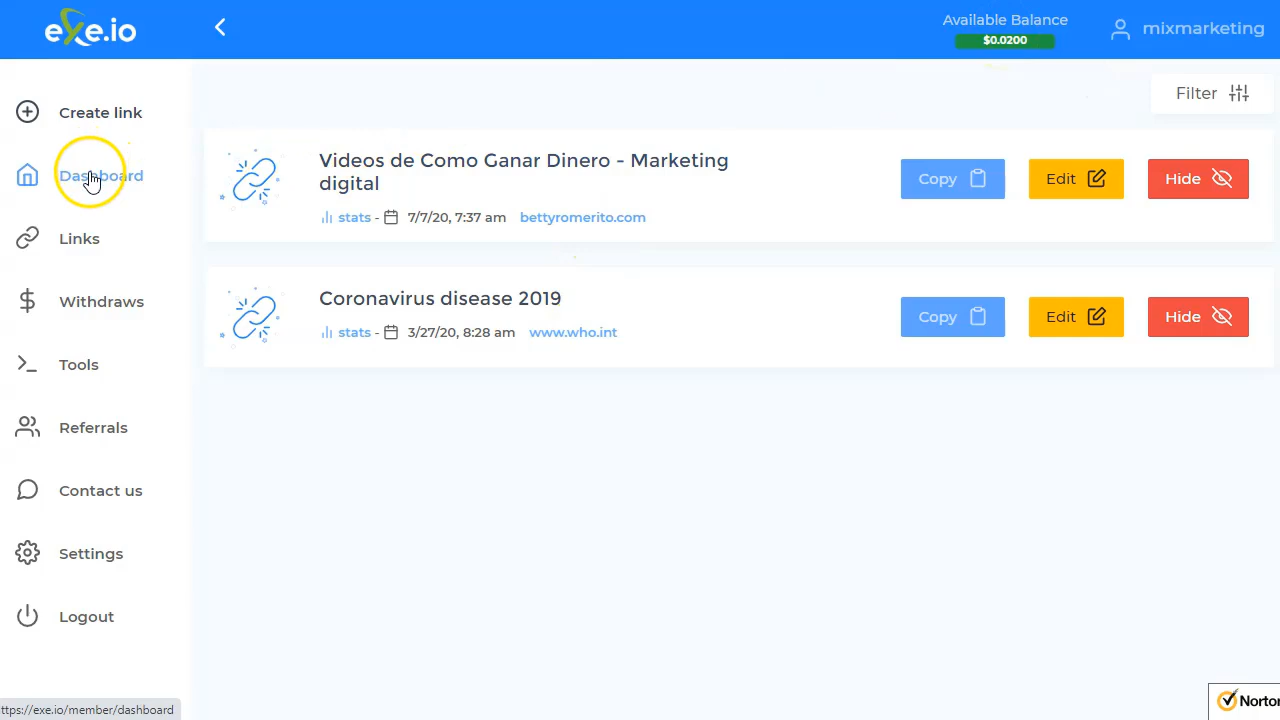 exe.io
Available Balance
$0.0200
mixmarketing
Filter
Create link
Dashboard
Links
Withdraws
Tools
Referrals
Contact us
Settings
Logout
Videos de Como Ganar Dinero - Marketing
digital
stats - 7/7/20, 7:37 am bettyromerito.com
Copy Edit Hide
Coronavirus disease 2019
stats - 3/27/20, 8:28 am www.who.int
Copy Edit Hide
ttps://exe.io/member/dashboard
Norton